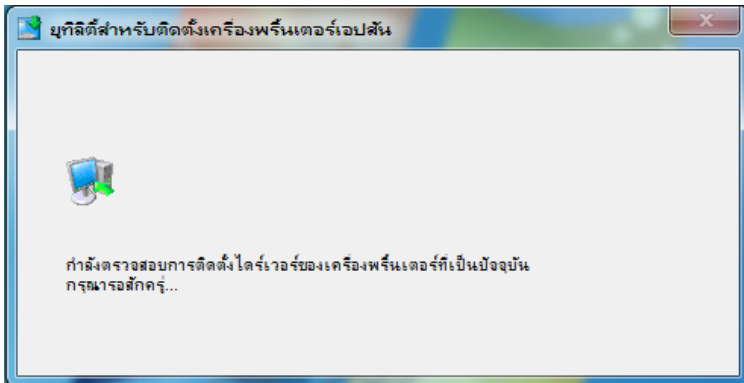 ยูทิลิตี้สำหรับติดตั้งเครื่องพริ้นเตอร์เอปสัน
กำลังตรวจสอบการติดตั้งไดร์เวอร์ของเครื่องพริ้นเตอร์ที่เป็นปัจจุบัน
กรุณารอสักครู่...